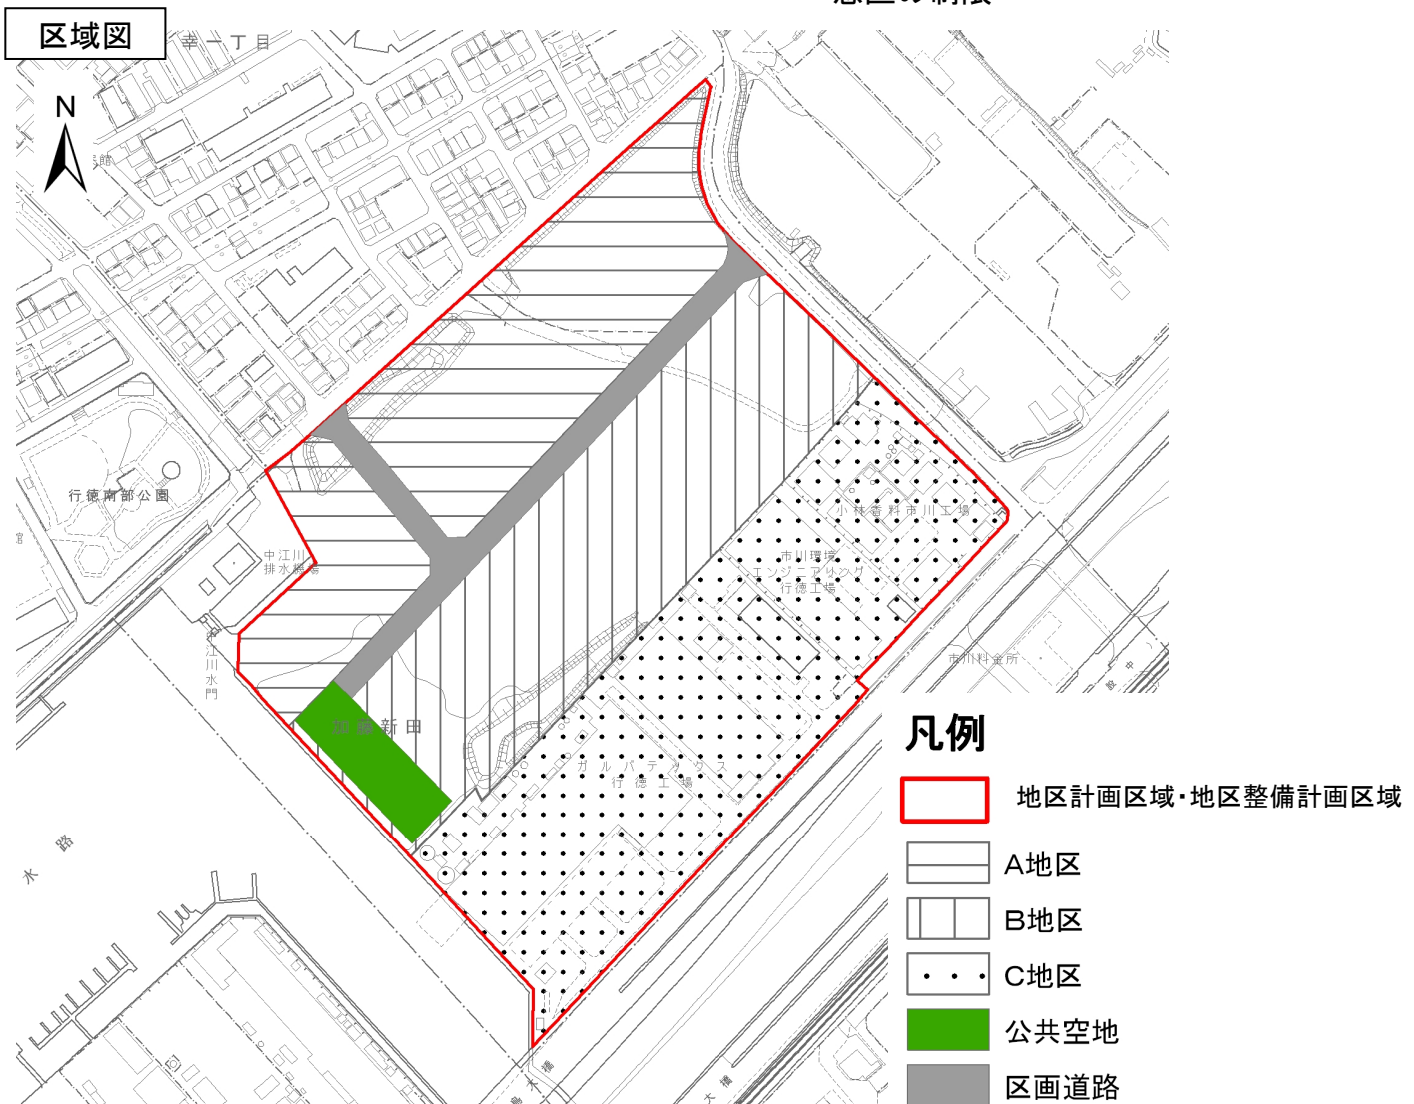 区域図
幸一丁目
N
行徳南部公園
中江川
排水機場
中江川水門
加藤新田
小林香料市川工場
市川環境
エンジニアリング
行徳工場
市川料金所
ガルバテックス
行徳工場
水路
凡例
地区計画区域・地区整備計画区域
A地区
B地区
C地区
公共空地
区画道路